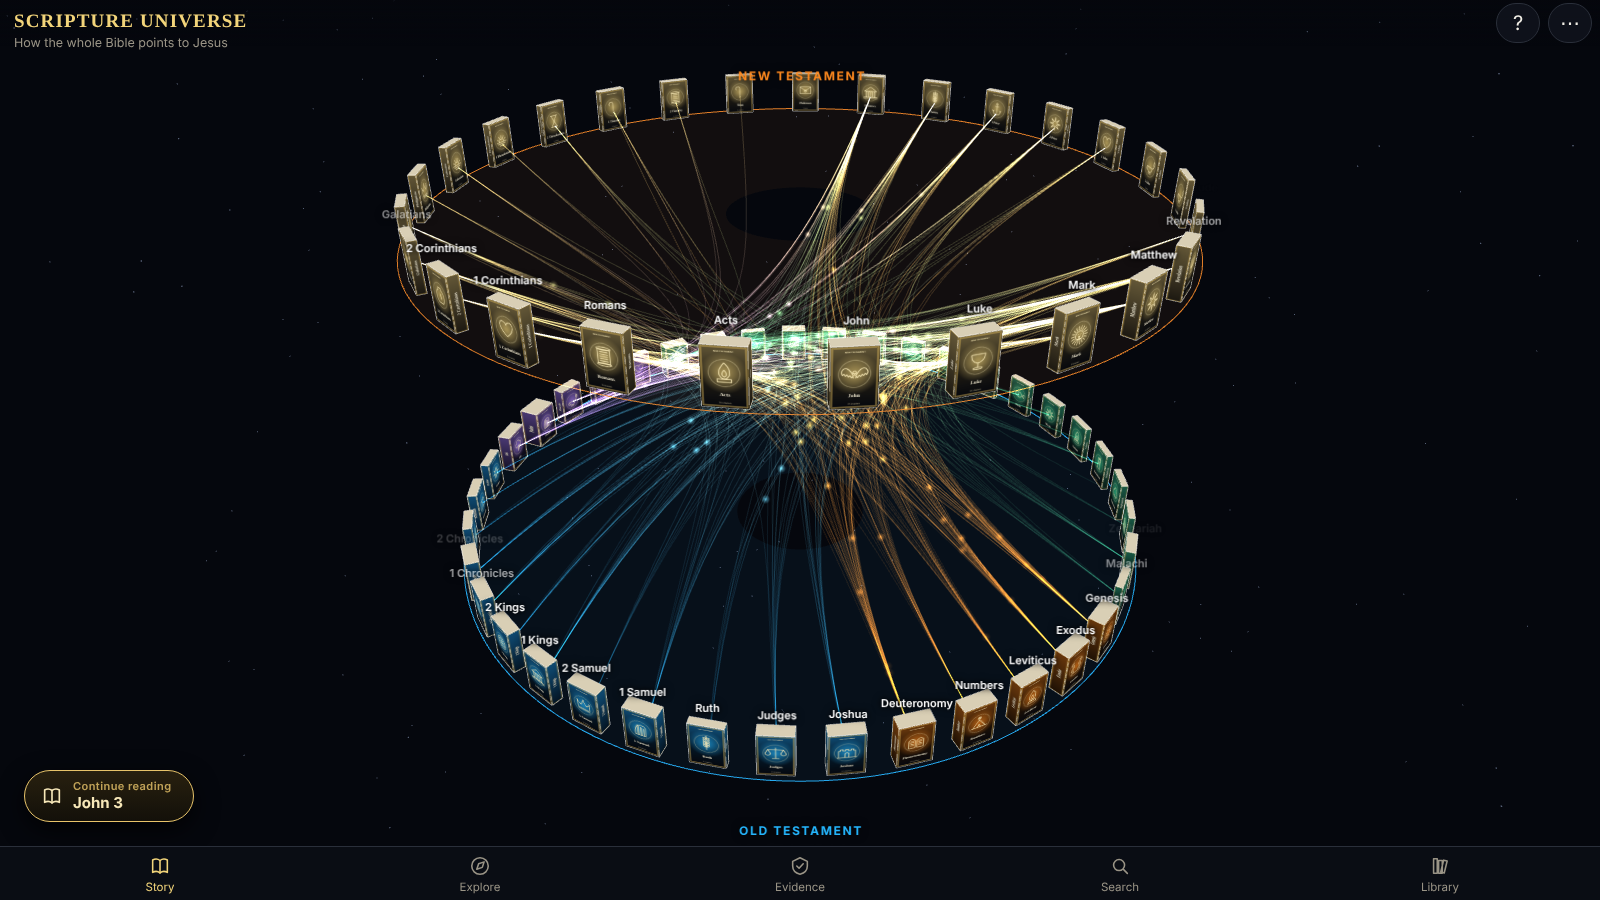 SCRIPTURE UNIVERSE
How the whole Bible points to Jesus
?
NEW TESTAMENT
Galatians
Revelation
2 Corinthians
Matthew
1 Corinthians
Mark
Romans
Luke
Acts
John
2 Chronicles
Zechariah
1 Chronicles
Malachi
2 Kings
Genesis
1 Kings
Exodus
2 Samuel
Leviticus
1 Samuel
Numbers
Ruth
Deuteronomy
Judges
Joshua
Continue reading
John 3
OLD TESTAMENT
Story
Explore
Evidence
Search
Library